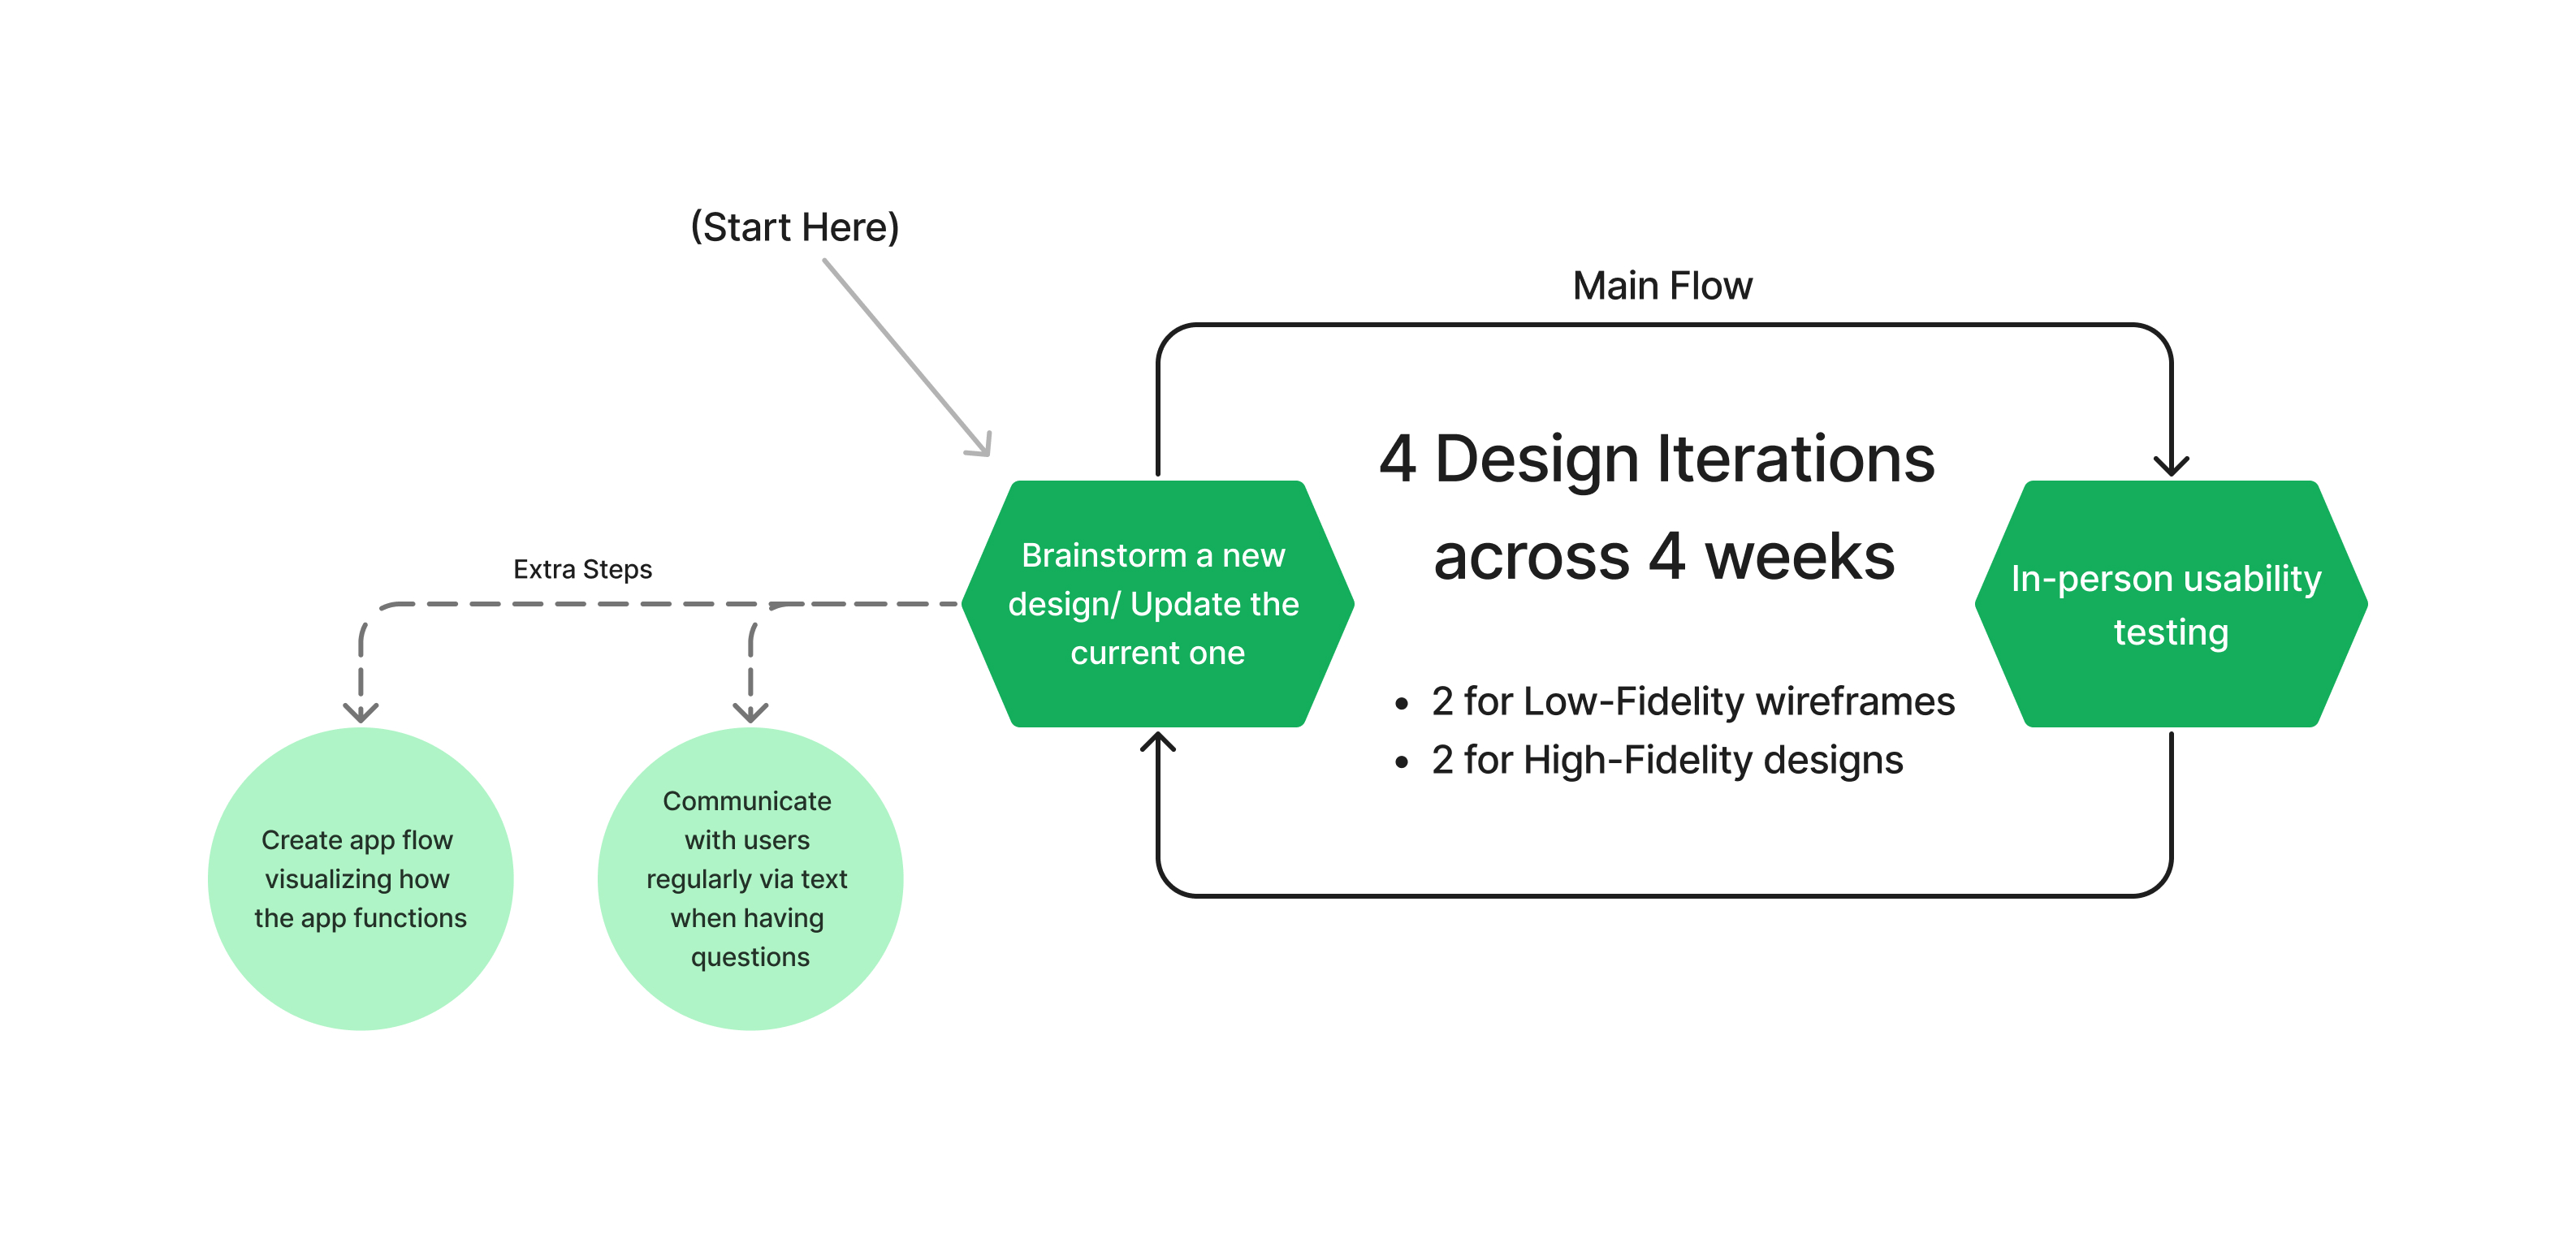 (Start Here)
Main Flow
4 Design Iterations
across 4 weeks
Extra Steps
Brainstorm a new
design/ Update the
current one
In-person usability
testing
• 2 for Low-Fidelity wireframes
• 2 for High-Fidelity designs
Create app flow
visualizing how
the app functions
Communicate
with users
regularly via text
when having
questions